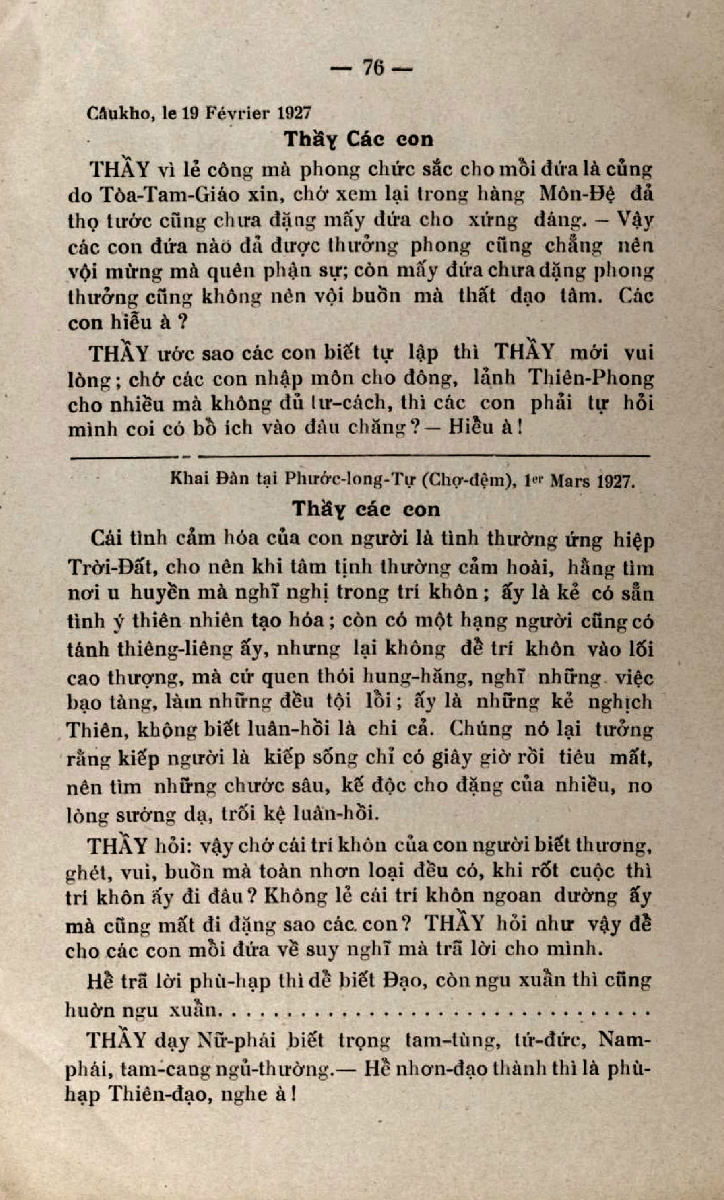 — 76 —
Câukho, le 19 Février 1927
Thầy Các con
THẦY vì lẻ công mà phong chức sắc cho mỗi đứa là củng
do Tòa-Tam-Giáo xin, chớ xem lại trong hàng Môn-Đệ đả
thọ tước cũng chưa đặng mấy đứa cho xứng đáng. — Vậy
các con đứa nào đả được thưởng phong cũng chẳng nên
vội mừng mà quên phận sự; còn mấy đứa chưa đặng phong
thưởng cũng không nên vội buồn mà thất đạo tâm. Các
con hiểu à ?
THẦY ước sao các con biết tự lập thì THẦY mới vui
lòng ; chớ các con nhập môn cho đông, lảnh Thiên-Phong
cho nhiều mà không đủ tư-cách, thì các con phải tự hỏi
mình coi có bổ ích vào đâu chăng ? — Hiểu à !
Khai Đàn tại Phước-long-Tự (Chợ-đệm), 1er Mars 1927.
Thầy các con
Cái tình cảm hóa của con người là tình thường ứng hiệp
Trời-Đất, cho nên khi tâm tịnh thường cảm hoài, hằng tìm
nơi u huyền mà nghĩ nghị trong trí khôn ; ấy là kẻ có sẵn
tình ý thiên nhiên tạo hóa ; còn có một hạng người cũng có
tánh thiêng-liêng ấy, nhưng lại không để trí khôn vào lối
cao thượng, mà cứ quen thói hung-hăng, nghĩ những việc
bạo tàng, làm những đều tội lỗi ; ấy là những kẻ nghịch
Thiên, không biết luân-hồi là chi cả. Chúng nó lại tưởng
rằng kiếp người là kiếp sống chỉ có giây giờ rồi tiêu mất,
nên tìm những chước sâu, kế độc cho đặng của nhiều, no
lòng sướng dạ, trối kệ luân-hồi.
THẦY hỏi: vậy chớ cái trí khôn của con người biết thương,
ghét, vui, buồn mà toàn nhơn loại đều có, khi rốt cuộc thì
trí khôn ấy đi đâu ? Không lẻ cái trí khôn ngoan dường ấy
mà cũng mất đi đặng sao các con? THẦY hỏi như vậy để
cho các con mỗi đứa về suy nghĩ mà trả lời cho mình.
Hễ trả lời phù-hạp thì dễ biết Đạo, còn ngu xuẩn thì cũng
huờn ngu xuẩn. . . . . . . . . . . . . . . . . . . . . . . . . . . . .
THẦY dạy Nữ-phái biết trọng tam-tùng, tứ-đức, Nam-
phái, tam-cang ngủ-thường.— Hễ nhơn-đạo thành thì là phù-
hạp Thiên-đạo, nghe à !